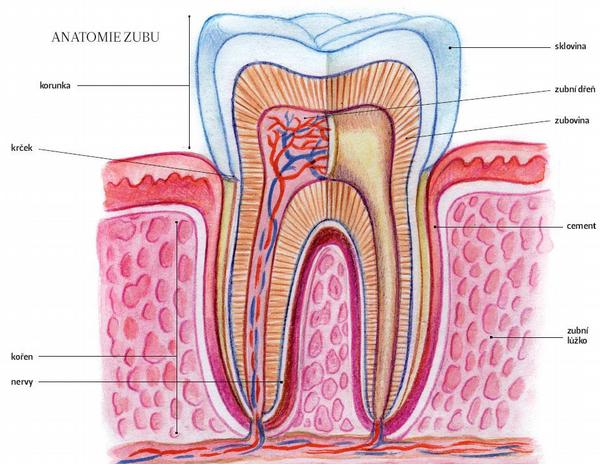 ANATOMIE ZUBU
sklovina
korunka
zubní dřeň
zubovina
krček
cement
zubní
lůžko
kořen
nervy